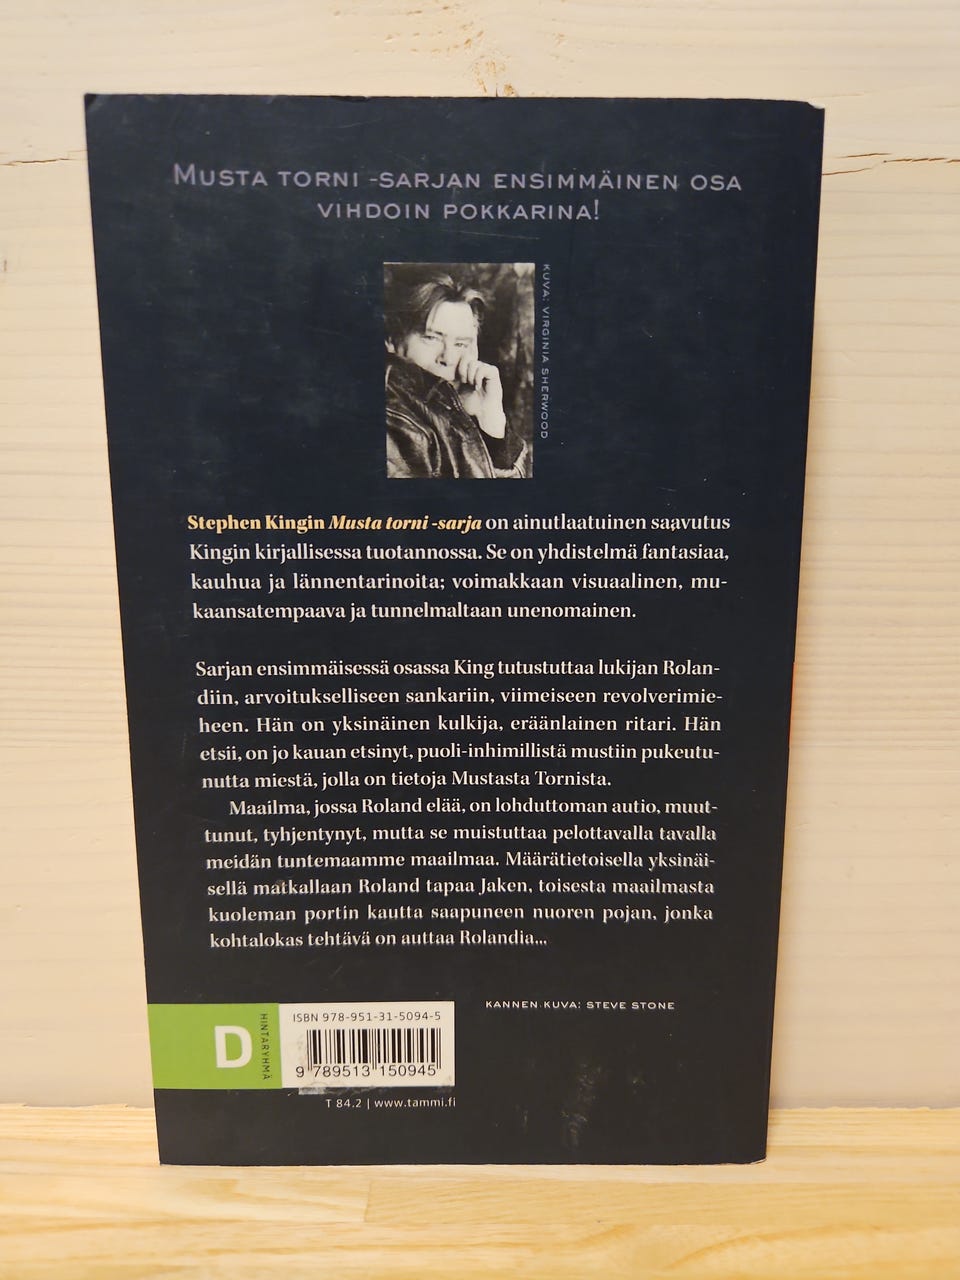 MUSTA TORNI -SARJAN ENSIMMÄINEN OSA
VIHDOIN POKKARINA!
KUVA: VIRGINIA SHERWOOD
Stephen Kingin Musta torni -sarja on ainutlaatuinen saavutus
Kingin kirjallisessa tuotannossa. Se on yhdistelmä fantasiaa,
kauhua ja lännentarinoita; voimakkaan visuaalinen, mu-
kaansatempaava ja tunnelmaltaan unenomainen.
Sarjan ensimmäisessä osassa King tutustuttaa lukijan Rolan-
diin, arvoitukselliseen sankariin, viimeiseen revolverimie-
heen. Hän on yksinäinen kulkija, eräänlainen ritari. Hän
etsii, on jo kauan etsinyt, puoli-inhimillistä mustiin pukeutu-
nutta miestä, jolla on tietoja Mustasta Tornista.
Maailma, jossa Roland elää, on lohduttoman autio, muut-
tunut, tyhjentynyt, mutta se muistuttaa pelottavalla tavalla
meidän tuntemaamme maailmaa. Määrätietoisella yksinäi-
sellä matkallaan Roland tapaa Jaken, toisesta maailmasta
kuoleman portin kautta saapuneen nuoren pojan, jonka
kohtalokas tehtävä on auttaa Rolandia...
KANNEN KUVA: STEVE STONE
D
HINTARYHMÄ
ISBN 978-951-31-5094-5
9 789513 150945
T 84.2 | www.tammi.fi